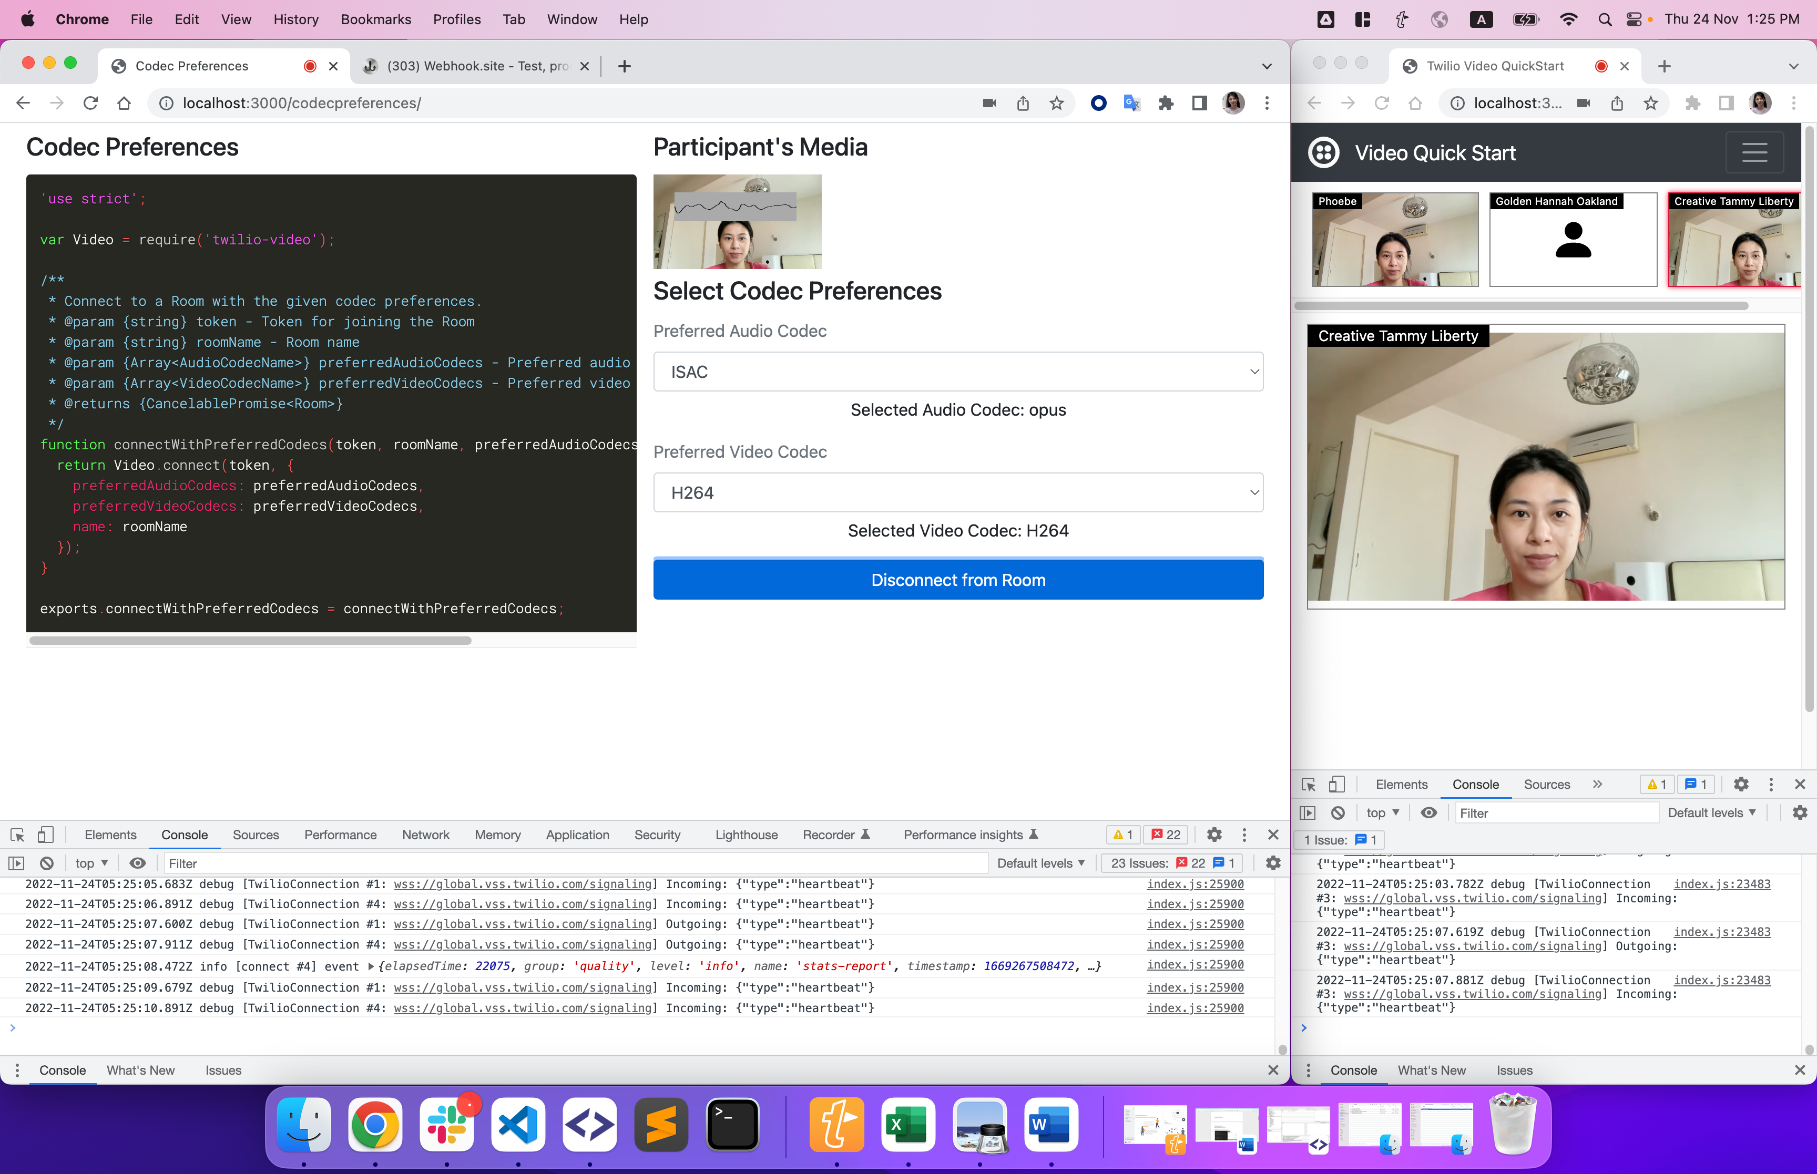 Chrome File Edit View History Bookmarks Profiles Tab Window Help
A
Thu 24 Nov 1:25 PM
Codec Preferences
(303) Webhook.site - Test, pro
localhost:3000/codecpreferences/
Codec Preferences
'use strict';
var Video = require('twilio-video');
/**
* Connect to a Room with the given codec preferences.
* @param {string} token - Token for joining the Room
* @param {string} roomName - Room name
* @param {Array<AudioCodecName>} preferredAudioCodecs - Preferred audio
* @param {Array<VideoCodecName>} preferredVideoCodecs - Preferred video
* @returns {CancelablePromise<Room>}
*/
function connectWithPreferredCodecs(token, roomName, preferredAudioCodecs
return Video.connect(token, {
preferredAudioCodecs: preferredAudioCodecs,
preferredVideoCodecs: preferredVideoCodecs,
name: roomName
});
}
exports.connectWithPreferredCodecs = connectWithPreferredCodecs;
Participant's Media
Select Codec Preferences
Preferred Audio Codec
ISAC
Selected Audio Codec: opus
Preferred Video Codec
H264
Selected Video Codec: H264
Disconnect from Room
Elements Console Sources Performance Network Memory Application Security Lighthouse Recorder Performance insights 1 22
top Filter Default levels 23 Issues: 22 1
2022-11-24T05:25:05.683Z debug [TwilioConnection #1: wss://global.vss.twilio.com/signaling] Incoming: {"type":"heartbeat"} index.js:25900
2022-11-24T05:25:06.891Z debug [TwilioConnection #4: wss://global.vss.twilio.com/signaling] Incoming: {"type":"heartbeat"} index.js:25900
2022-11-24T05:25:07.600Z debug [TwilioConnection #1: wss://global.vss.twilio.com/signaling] Outgoing: {"type":"heartbeat"} index.js:25900
2022-11-24T05:25:07.911Z debug [TwilioConnection #4: wss://global.vss.twilio.com/signaling] Outgoing: {"type":"heartbeat"} index.js:25900
2022-11-24T05:25:08.472Z info [connect #4] event {elapsedTime: 22075, group: 'quality', level: 'info', name: 'stats-report', timestamp: 1669267508472, …} index.js:25900
2022-11-24T05:25:09.679Z debug [TwilioConnection #1: wss://global.vss.twilio.com/signaling] Incoming: {"type":"heartbeat"} index.js:25900
2022-11-24T05:25:10.891Z debug [TwilioConnection #4: wss://global.vss.twilio.com/signaling] Incoming: {"type":"heartbeat"} index.js:25900
Console What's New Issues
Twilio Video QuickStart
localhost:3...
Video Quick Start
Phoebe
Golden Hannah Oakland
Creative Tammy Liberty
Creative Tammy Liberty
Elements Console Sources 1 1
top Filter Default levels
1 Issue: 1
{"type":"heartbeat"}
2022-11-24T05:25:03.782Z debug [TwilioConnection index.js:23483
#3: wss://global.vss.twilio.com/signaling] Incoming:
{"type":"heartbeat"}
2022-11-24T05:25:07.619Z debug [TwilioConnection index.js:23483
#3: wss://global.vss.twilio.com/signaling] Outgoing:
{"type":"heartbeat"}
2022-11-24T05:25:07.881Z debug [TwilioConnection index.js:23483
#3: wss://global.vss.twilio.com/signaling] Incoming:
{"type":"heartbeat"}
Console What's New Issues